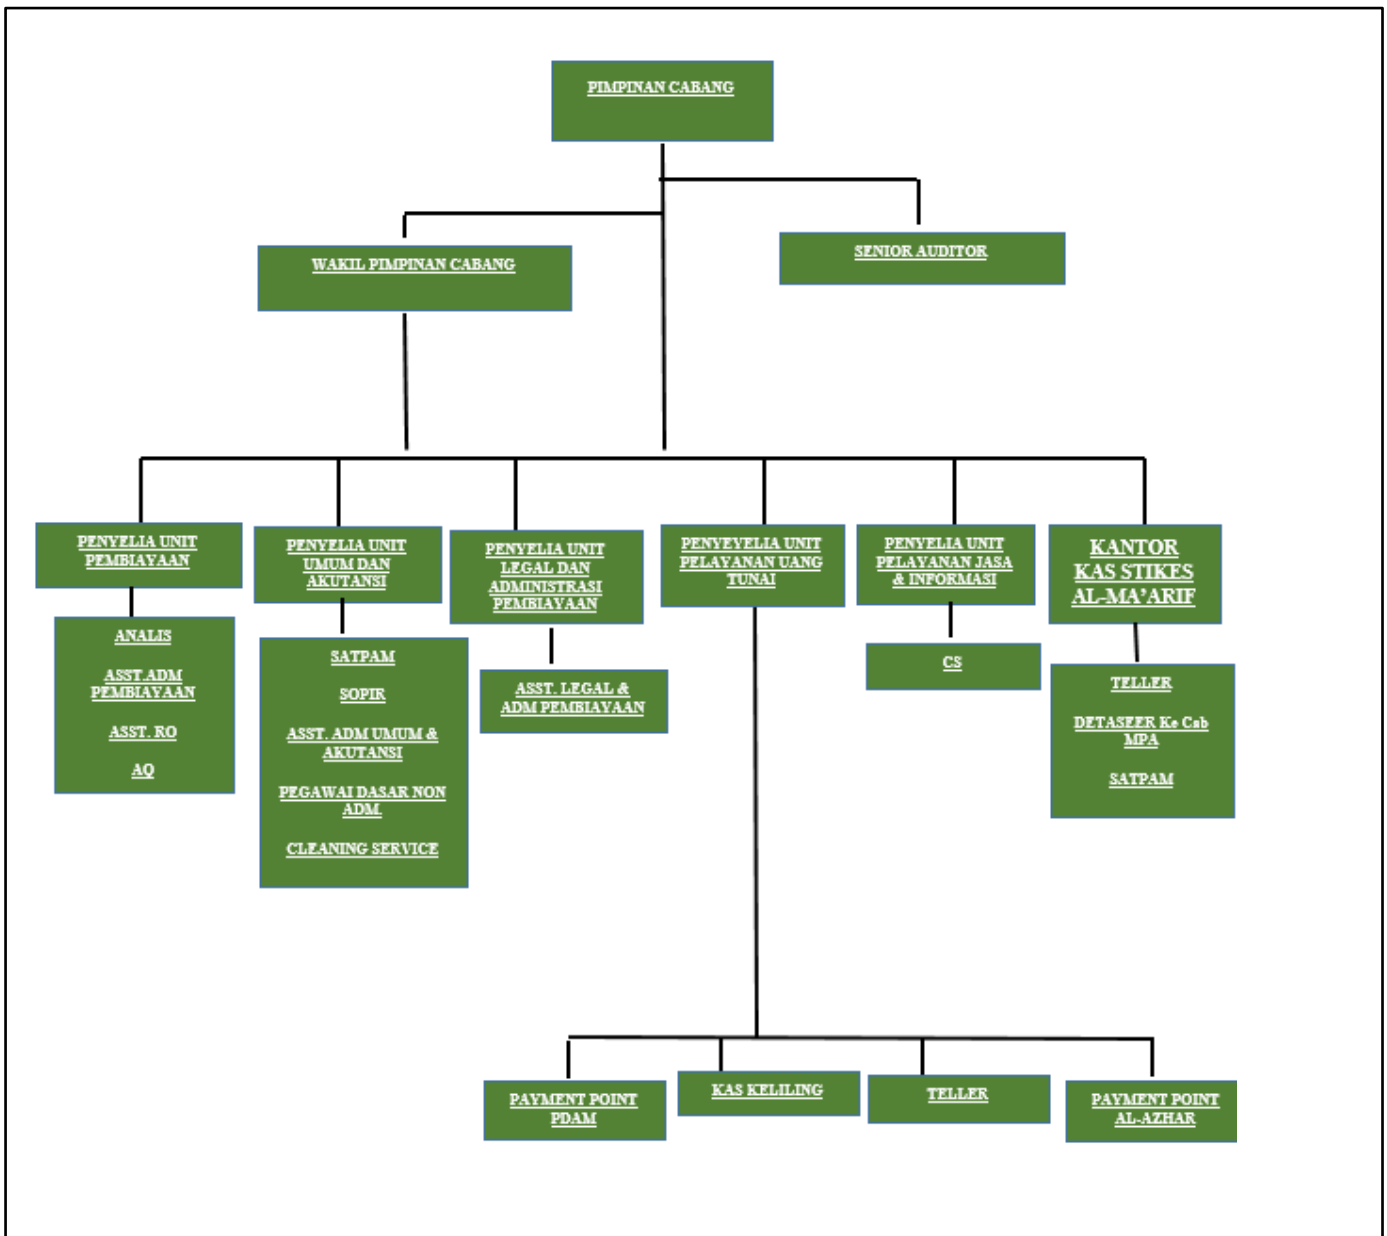 PIMPINAN CABANG
WAKIL PIMPINAN CABANG
SENIOR AUDITOR
PENYELIA UNIT
PEMBIAYAAN
PENYELIA UNIT
UMUM DAN
AKUTANSI
PENYELIA UNIT
LEGAL DAN
ADMINISTRASI
PEMBIAYAAN
PENYEYELIA UNIT
PELAYANAN UANG
TUNAI
PENYELIA UNIT
PELAYANAN JASA
& INFORMASI
KANTOR
KAS STIKES
AL-MA’ARIF
ANALIS
ASST.ADM
PEMBIAYAAN
ASST. RO
AQ
SATPAM
SOPIR
ASST. ADM UMUM &
AKUTANSI
PEGAWAI DASAR NON
ADM.
CLEANING SERVICE
ASST. LEGAL &
ADM PEMBIAYAAN
CS
TELLER
DETASEER Ke Cab
MPA
SATPAM
PAYMENT POINT
PDAM
KAS KELILING
TELLER
PAYMENT POINT
AL-AZHAR